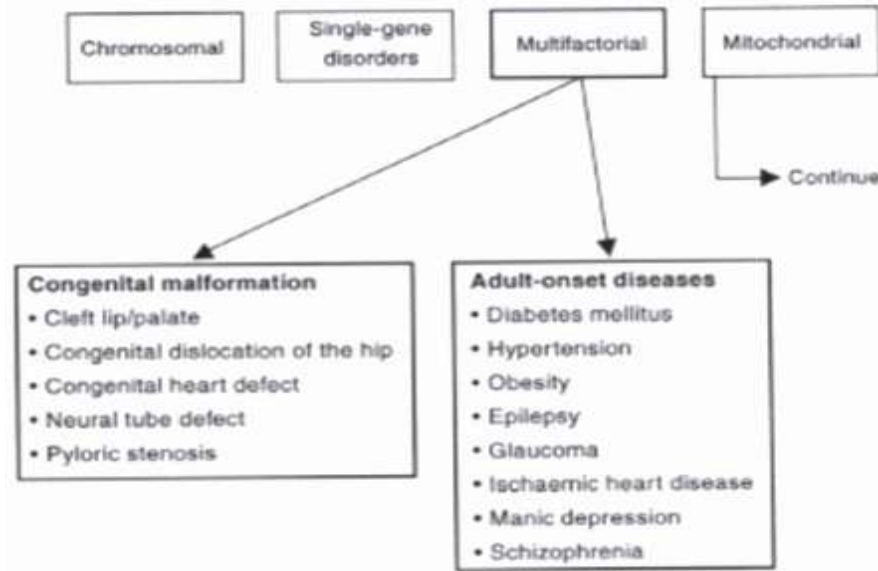 Chromosomal
Single-gene
disorders
Multifactorial
Mitochondrial
Continue
Congenital malformation
• Cleft lip/palate
• Congenital dislocation of the hip
• Congenital heart defect
• Neural tube defect
• Pyloric stenosis
Adult-onset diseases
• Diabetes mellitus
• Hypertension
• Obesity
• Epilepsy
• Glaucoma
• Ischaemic heart disease
• Manic depression
• Schizophrenia